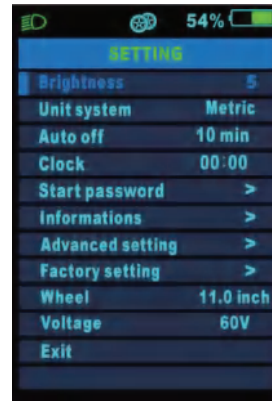 54%
SETTING
Brightness 5
Unit system Metric
Auto off 10 min
Clock 00:00
Start password >
Informations >
Advanced setting >
Factory setting >
Wheel 11.0 inch
Voltage 60V
Exit